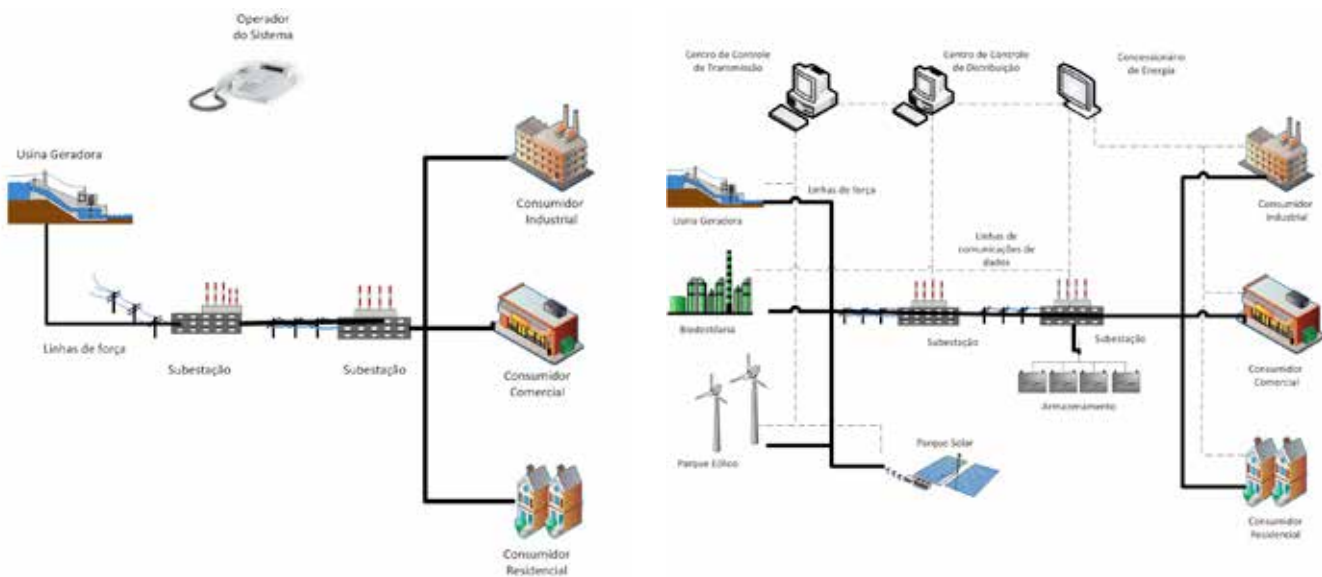 Operador
do Sistema
Usina Geradora
Consumidor
Industrial
Linhas de força
Subestação
Subestação
Consumidor
Comercial
Consumidor
Residencial
Centro de Controle
de Transmissão
Centro de Controle
de Distribuição
Concessionário
de Energia
Linhas de força
Usina Geradora
Consumidor
Industrial
Linhas de
comunicações de
dados
Biodestilaria
Subestação
Subestação
Consumidor
Comercial
Armazenamento
Parque Solar
Parque Eólico
Consumidor
Residencial